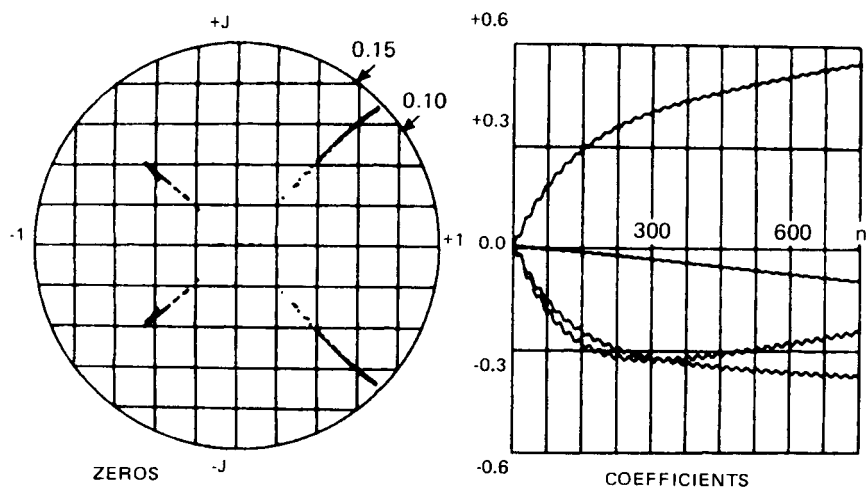 +J
0.15
0.10
-1
+1
-J
ZEROS
+0.6
+0.3
0.0
300
600
n
-0.3
-0.6
COEFFICIENTS